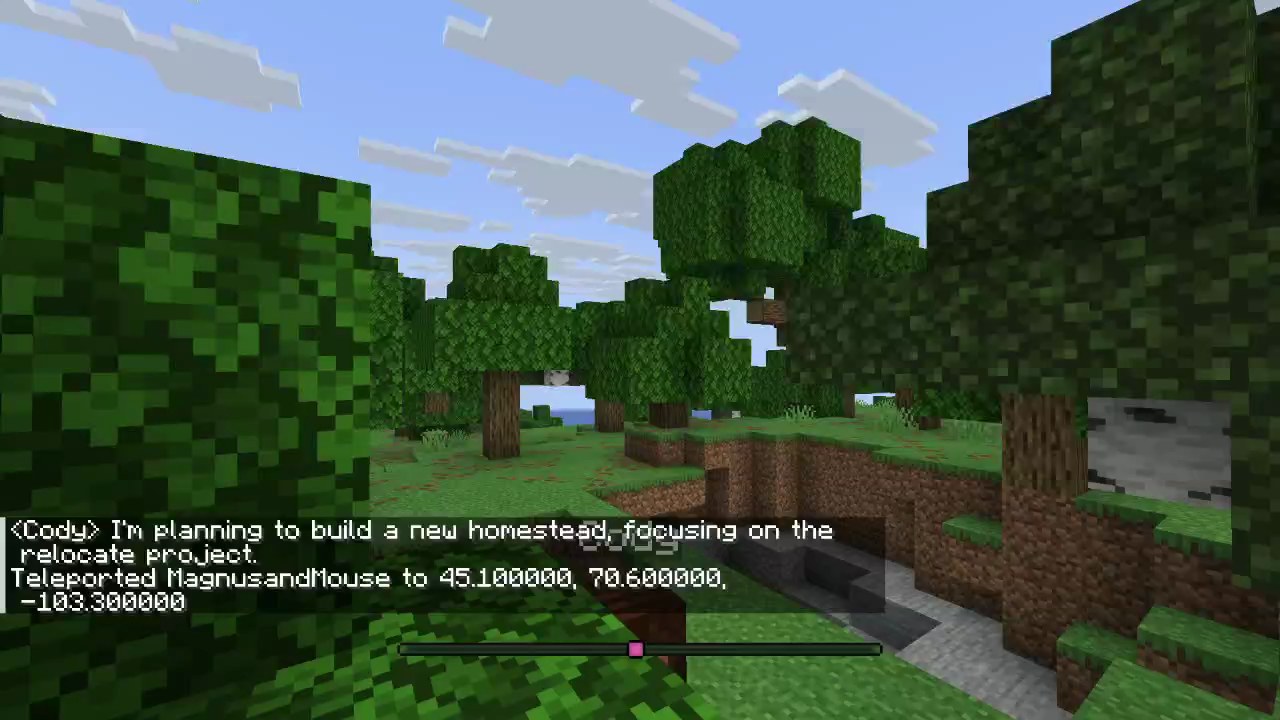 <Cody> I'm planning to build a new homestead, focusing on the
relocate project.
Teleported MagnusandMouse to 45.100000, 70.600000,
-103.300000
Cody